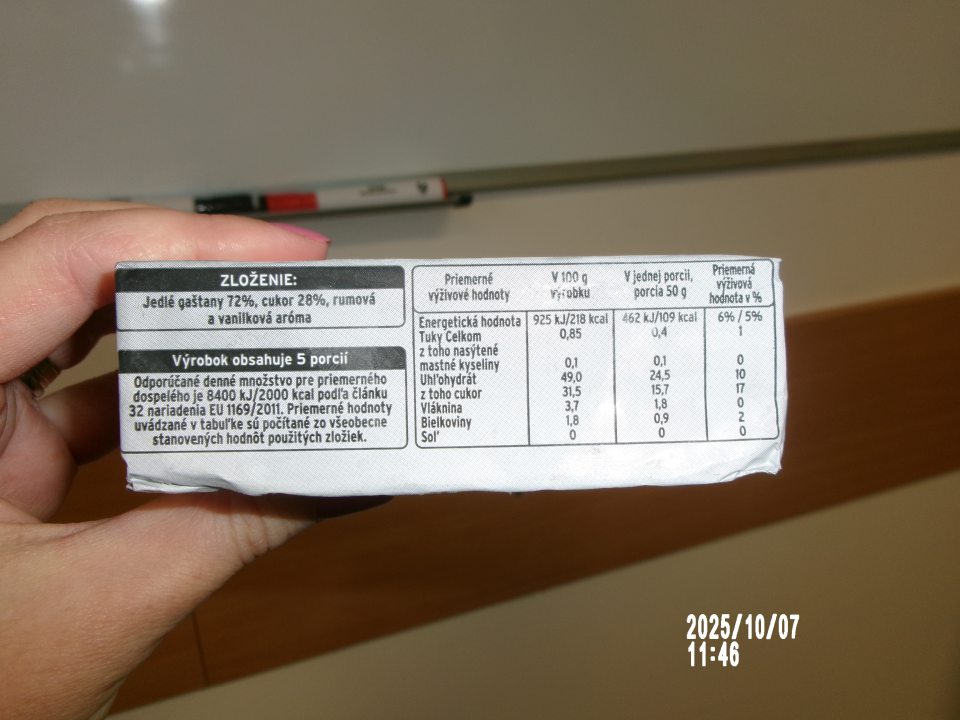 ZLOŽENIE:
Jedlé gaštany 72%, cukor 28%, rumová
a vanilková aróma
Výrobok obsahuje 5 porcií
Odporúčané denné množstvo pre priemerného
dospelého je 8400 kJ/2000 kcal podľa článku
32 nariadenia EU 1169/2011. Priemerné hodnoty
uvádzané v tabuľke sú počítané zo všeobecne
stanovených hodnôt použitých zložiek.
Priemerné výživové hodnoty V 100 g výrobku V jednej porcii, porcia 50 g Priemerná výživová hodnota v %
Energetická hodnota 925 kJ/218 kcal 462 kJ/109 kcal 6% / 5%
Tuky Celkom 0,85 0,4 1
z toho nasýtené
mastné kyseliny 0,1 0,1 0
Uhľohydrát 49,0 24,5 10
z toho cukor 31,5 15,7 17
Vláknina 3,7 1,8 0
Bielkoviny 1,8 0,9 2
Soľ 0 0 0
2025/10/07
11:46